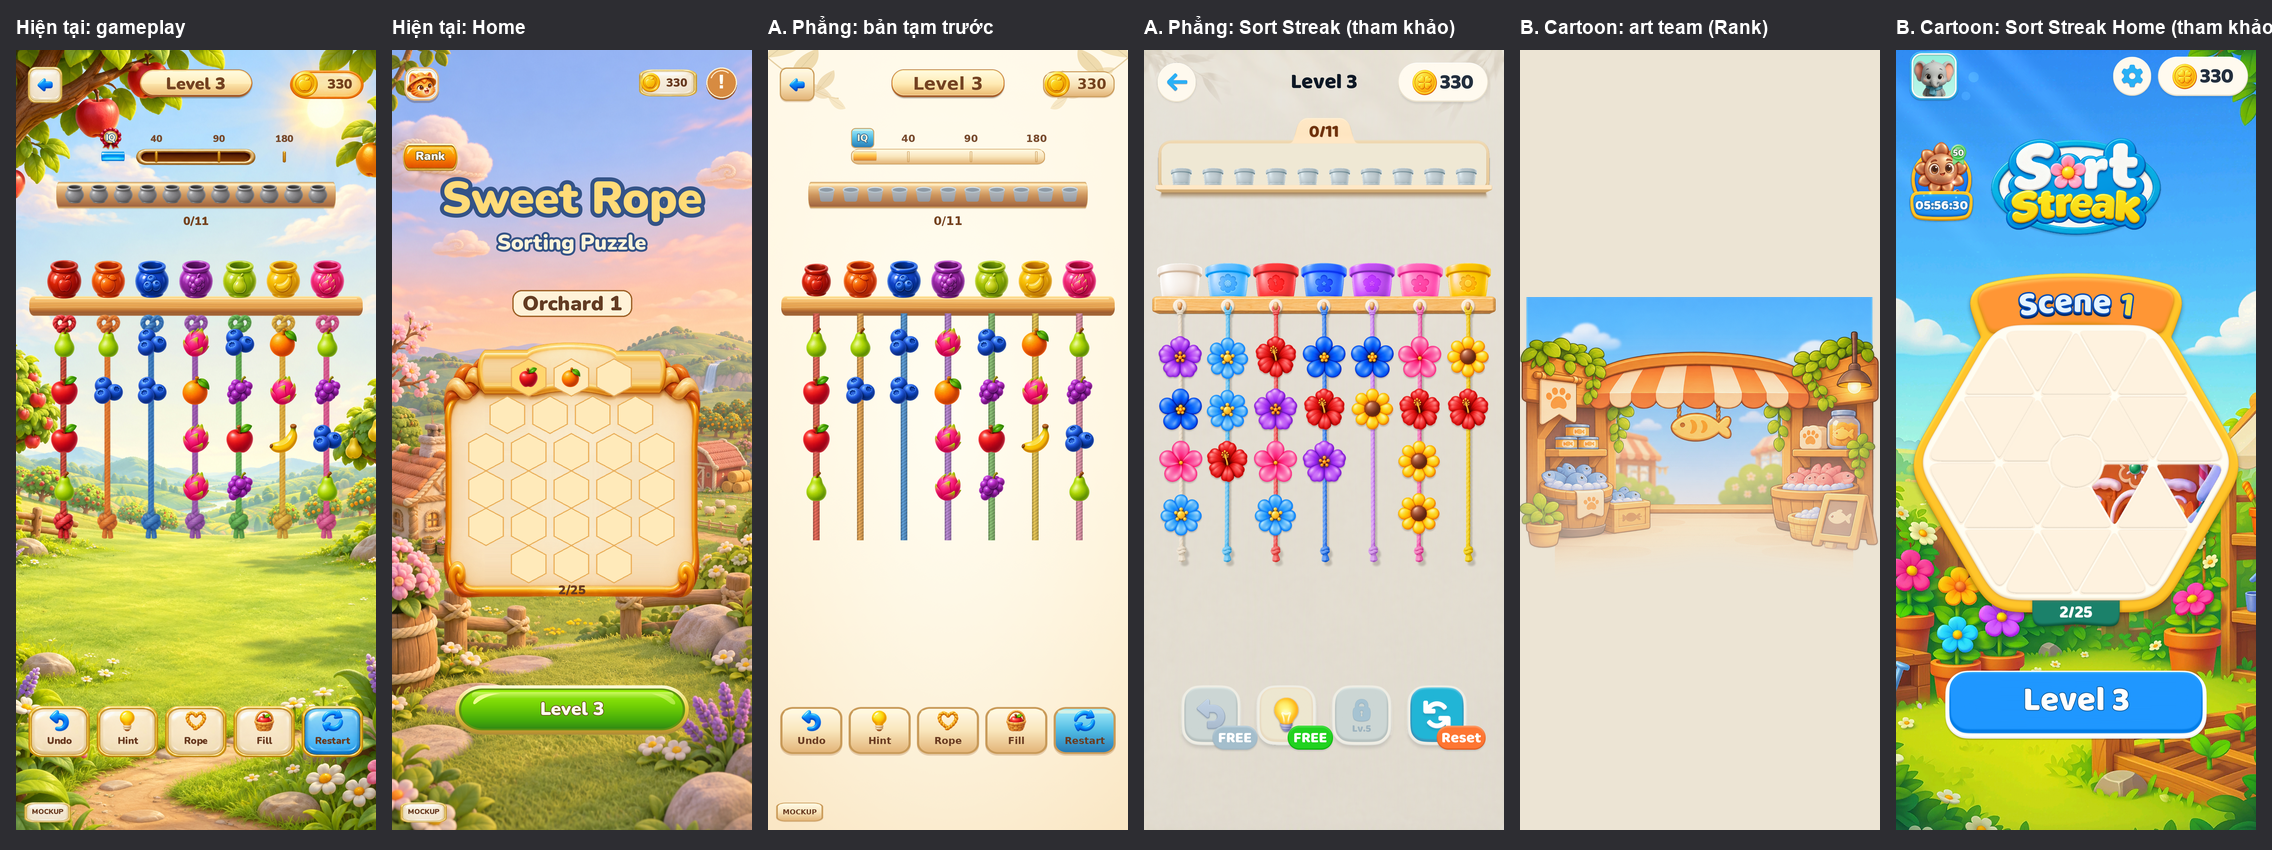 Hiện tại: gameplay
Level 3
330
IQ
40
90
180
0/11
Undo
Hint
Rope
Fill
Restart
MOCKUP
Hiện tại: Home
330
!
Rank
Sweet Rope
Sorting Puzzle
Orchard 1
2/25
Level 3
MOCKUP
A. Phẳng: bản tạm trước
Level 3
330
IQ
40
90
180
0/11
Undo
Hint
Rope
Fill
Restart
MOCKUP
A. Phẳng: Sort Streak (tham khảo)
Level 3
330
0/11
FREE
FREE
Lv.5
Reset
B. Cartoon: art team (Rank)
B. Cartoon: Sort Streak Home (tham khảo
330
50
05:56:30
Sort
Streak
Scene 1
2/25
Level 3